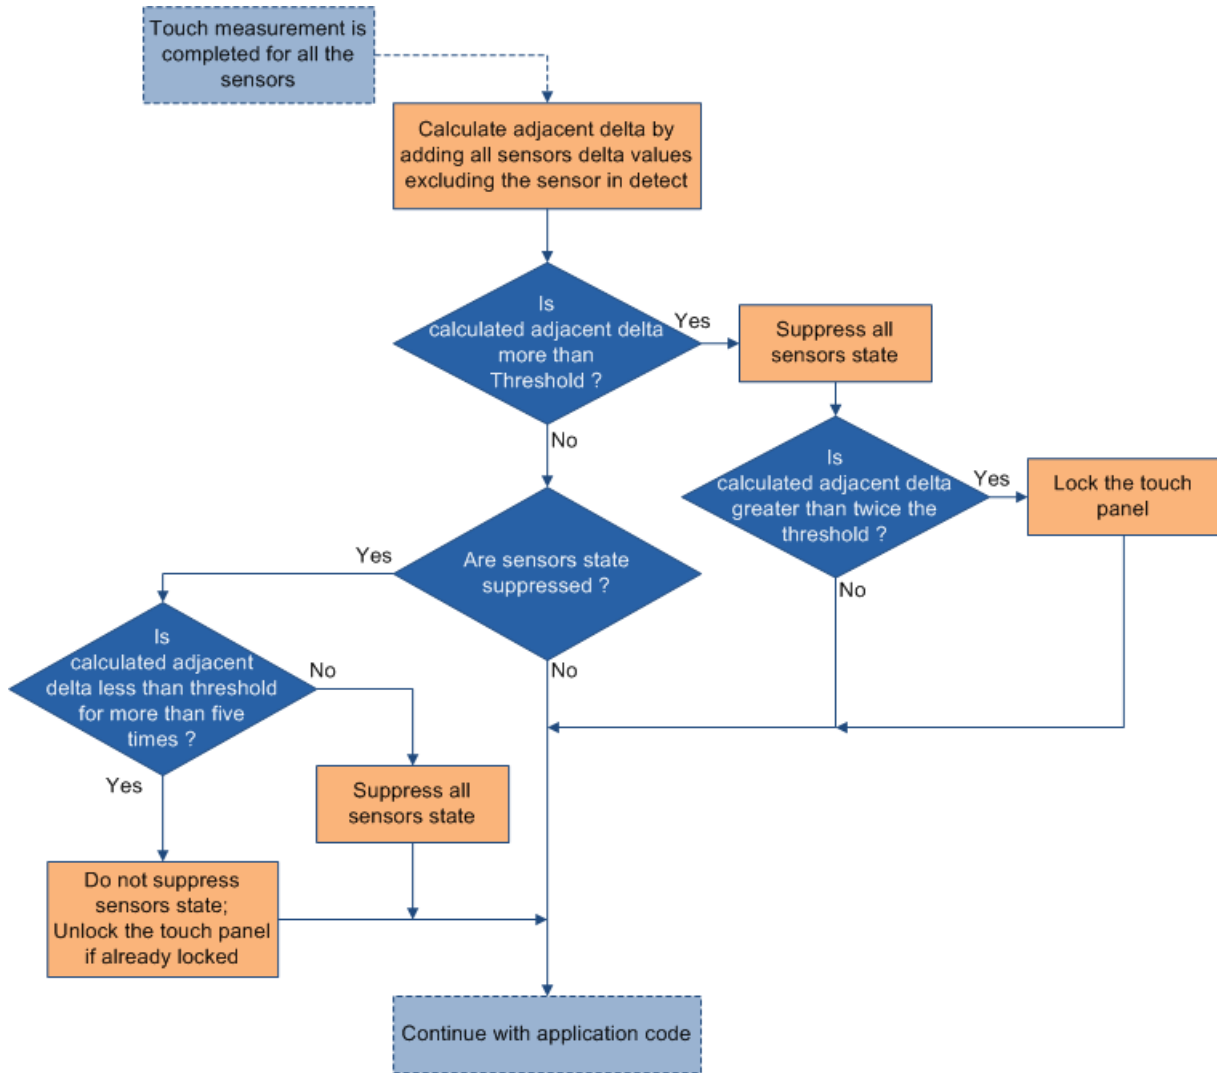 Touch measurement is
completed for all the
sensors
Calculate adjacent delta by
adding all sensors delta values
excluding the sensor in detect
Is
calculated adjacent delta
more than
Threshold ?
Yes
Suppress all
sensors state
No
Is
calculated adjacent delta
greater than twice the
threshold ?
Yes
Lock the touch
panel
No
Are sensors state
suppressed ?
Yes
No
Is
calculated adjacent
delta less than threshold
for more than five
times ?
No
Yes
Suppress all
sensors state
Do not suppress
sensors state;
Unlock the touch panel
if already locked
Continue with application code